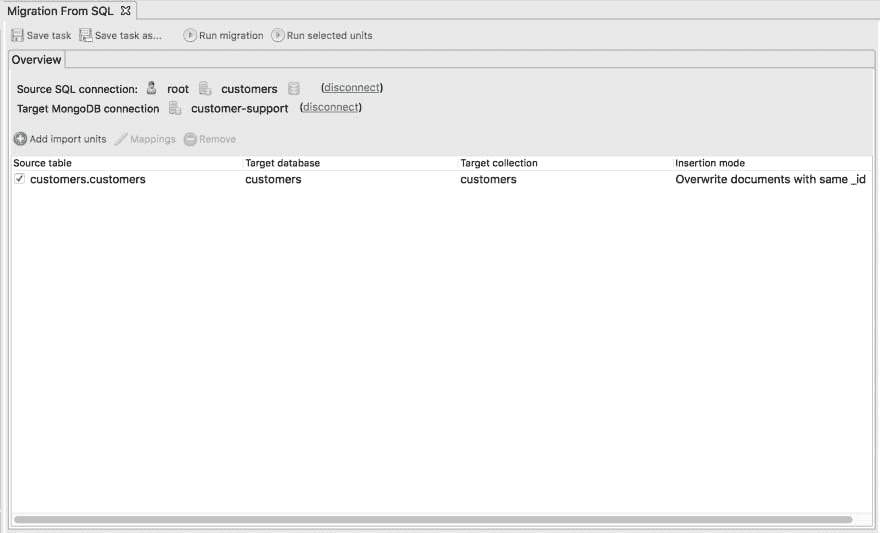 Migration From SQL
Save task Save task as... Run migration Run selected units
Overview
Source SQL connection: root customers (disconnect)
Target MongoDB connection customer-support (disconnect)
Add import units Mappings Remove
Source table Target database Target collection Insertion mode
customers.customers customers customers Overwrite documents with same _id